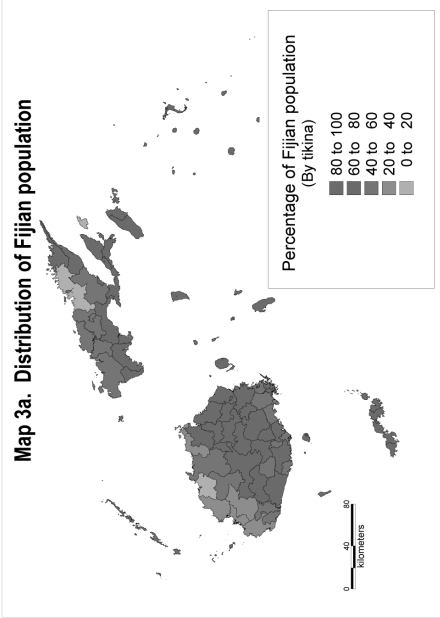 Map 3a. Distribution of Fijian population
Percentage of Fijian population
(By tikina)
80 to 100
60 to 80
40 to 60
20 to 40
0 to 20
0 40 80
kilometers